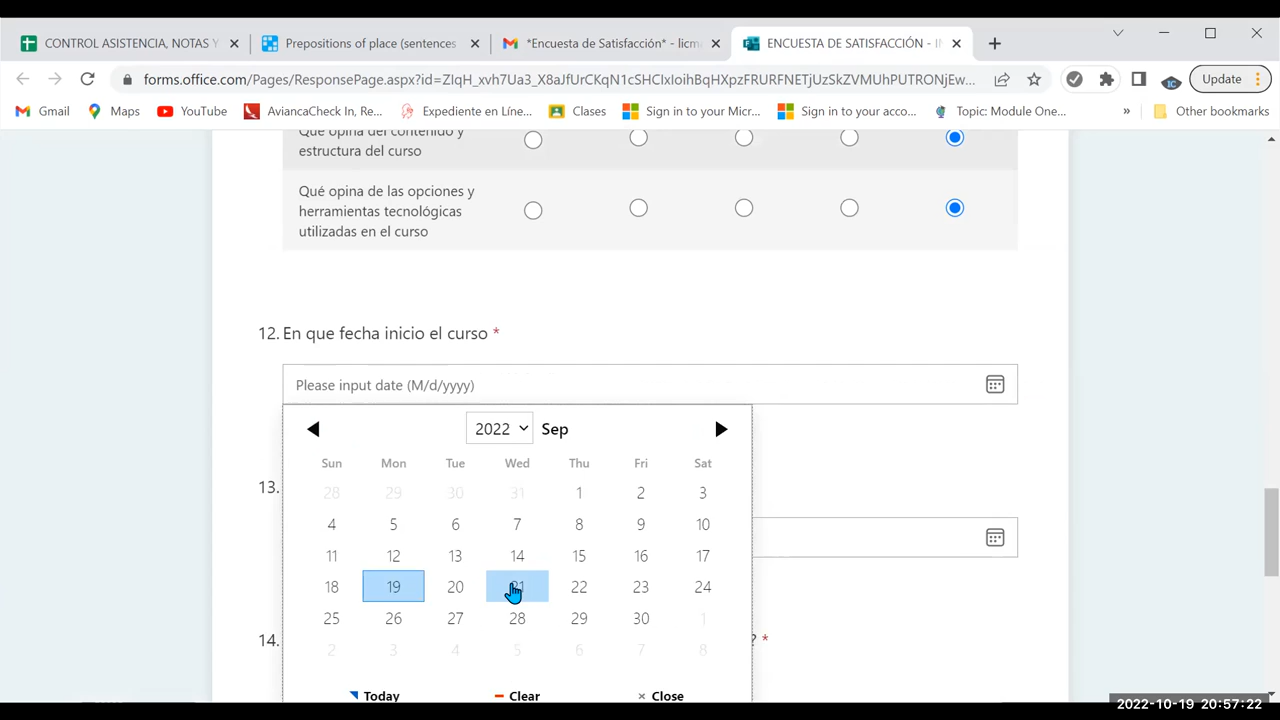 CONTROL ASISTENCIA, NOTAS Y
Prepositions of place (sentences
*Encuesta de Satisfacción* - licm
ENCUESTA DE SATISFACCIÓN - IN
forms.office.com/Pages/ResponsePage.aspx?id=ZIqH_xvh7Ua3_X8aJfUrCKqN1cSHCIxIoihBqHXpzFRURFNETjUzSkZVMUhPUTRONjEw...
Update
Gmail
Maps
YouTube
AviancaCheck In, Re...
Expediente en Líne...
Clases
Sign in to your Micr...
Sign in to your acco...
Topic: Module One...
»
Other bookmarks
Qué opina del contenido y
estructura del curso
Qué opina de las opciones y
herramientas tecnológicas
utilizadas en el curso
12. En que fecha inicio el curso *
Please input date (M/d/yyyy)
2022 Sep
Sun Mon Tue Wed Thu Fri Sat
28 29 30 31 1 2 3
4 5 6 7 8 9 10
11 12 13 14 15 16 17
18 19 20 21 22 23 24
25 26 27 28 29 30 1
2 3 4 5 6 7 8
Today Clear Close
13.
14. ? *
2022-10-19 20:57:22